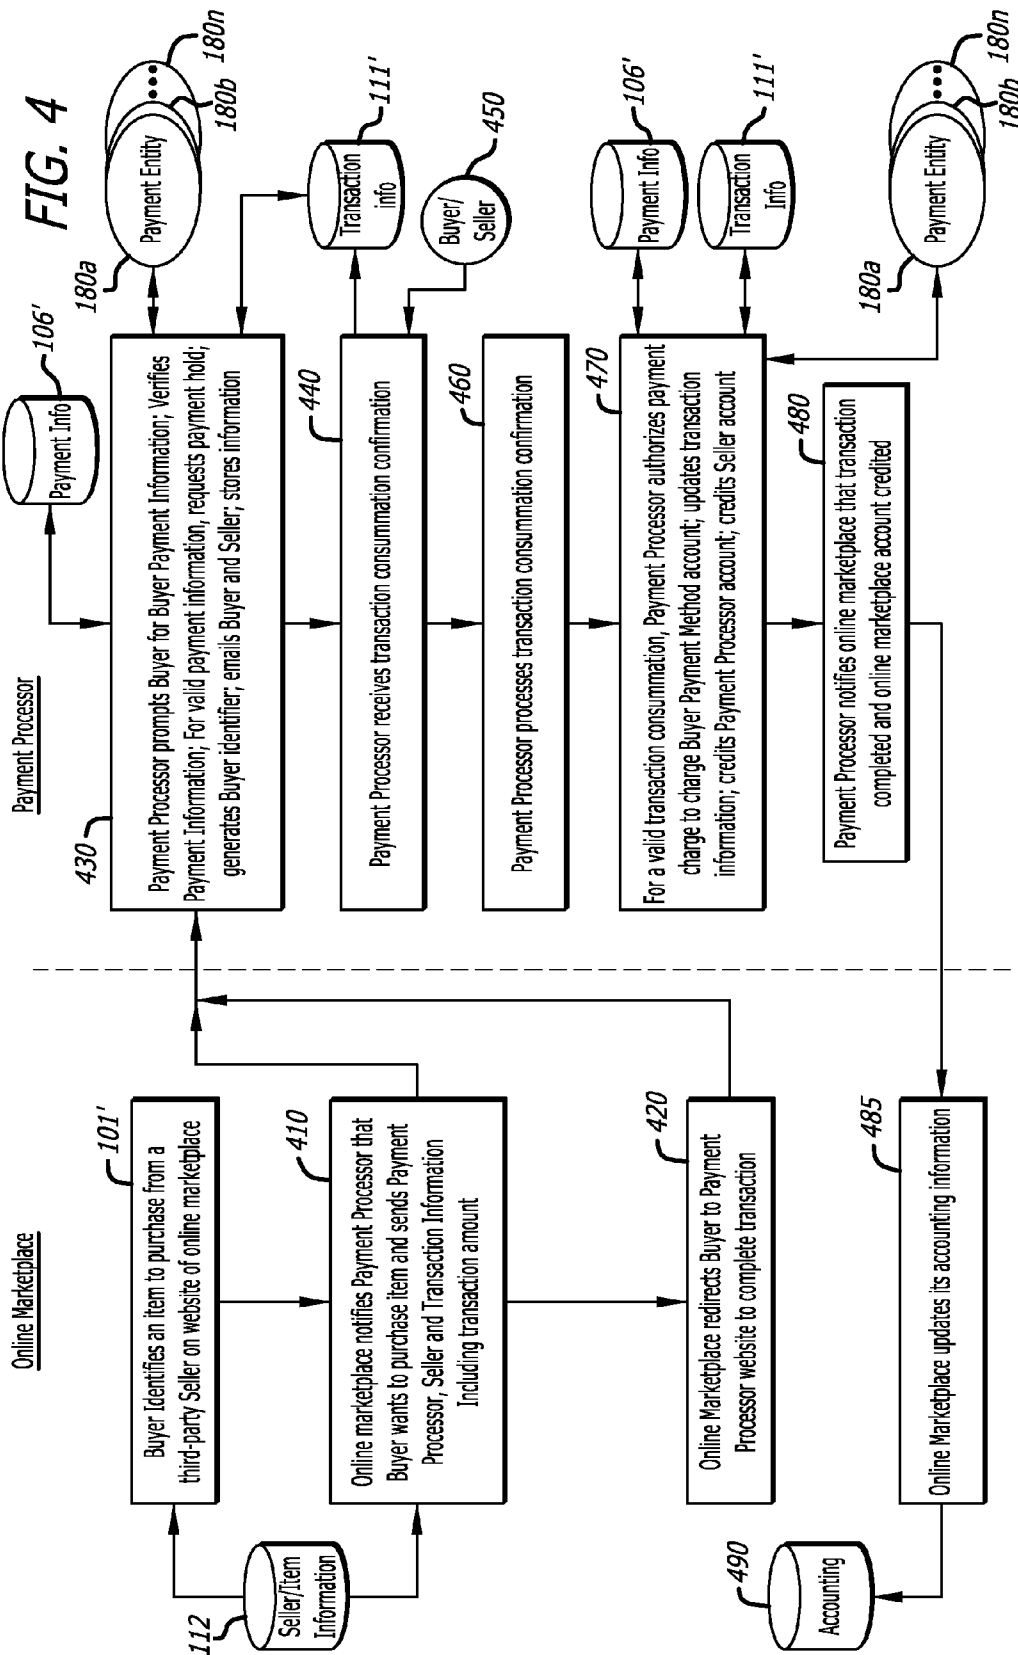 FIG. 4
Online Marketplace
Payment Processor
112
Seller/Item
Information
101'
Buyer Identifies an item to purchase from a
third-party Seller on website of online marketplace
410
Online marketplace notifies Payment Processor that
Buyer wants to purchase item and sends Payment
Processor, Seller and Transaction Information
Including transaction amount
420
Online Marketplace redirects Buyer to Payment
Processor website to complete transaction
485
Online Marketplace updates its accounting information
490
Accounting
430
Payment Processor prompts Buyer for Buyer Payment Information; Verifies
Payment Information; For valid payment information, requests payment hold;
generates Buyer identifier; emails Buyer and Seller; stores information
106'
Payment Info
180a
Payment Entity
180b
180n
440
Payment Processor receives transaction consummation confirmation
111'
Transaction
info
450
Buyer/
Seller
460
Payment Processor processes transaction consummation confirmation
470
For a valid transaction consummation, Payment Processor authorizes payment
charge to charge Buyer Payment Method account; updates transaction
information; credits Payment Processor account; credits Seller account
106'
Payment Info
111'
Transaction
Info
480
Payment Processor notifies online marketplace that transaction
completed and online marketplace account credited
180a
Payment Entity
180b
180n